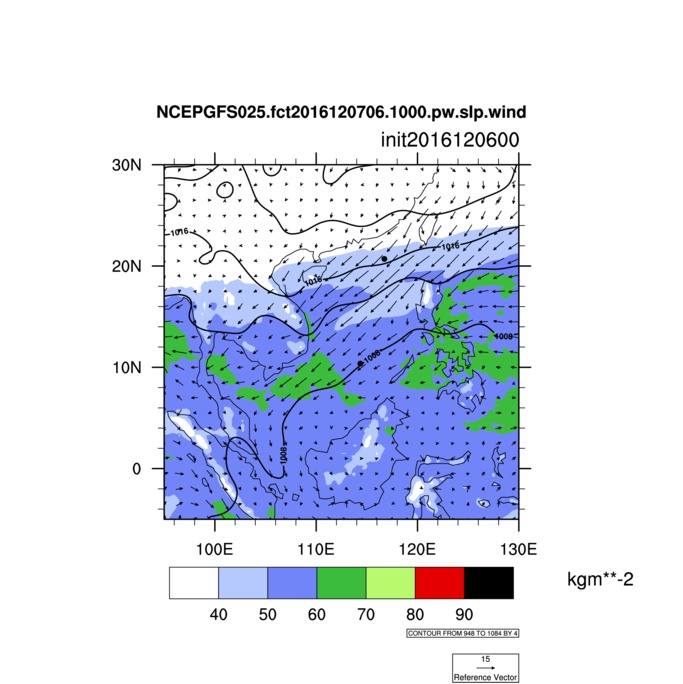 NCEPGFS025.fct2016120706.1000.pw.slp.wind
init2016120600
30N
1016
1016
20N
1016
1008
1008
10N
1008
0
100E 110E 120E 130E
kgm**-2
40 50 60 70 80 90
CONTOUR FROM 948 TO 1084 BY 4
15
Reference Vector